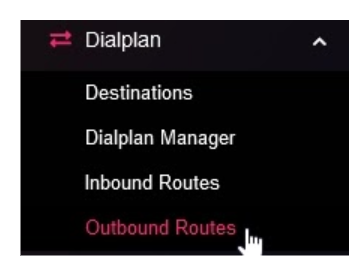 Dialplan
Destinations
Dialplan Manager
Inbound Routes
Outbound Routes